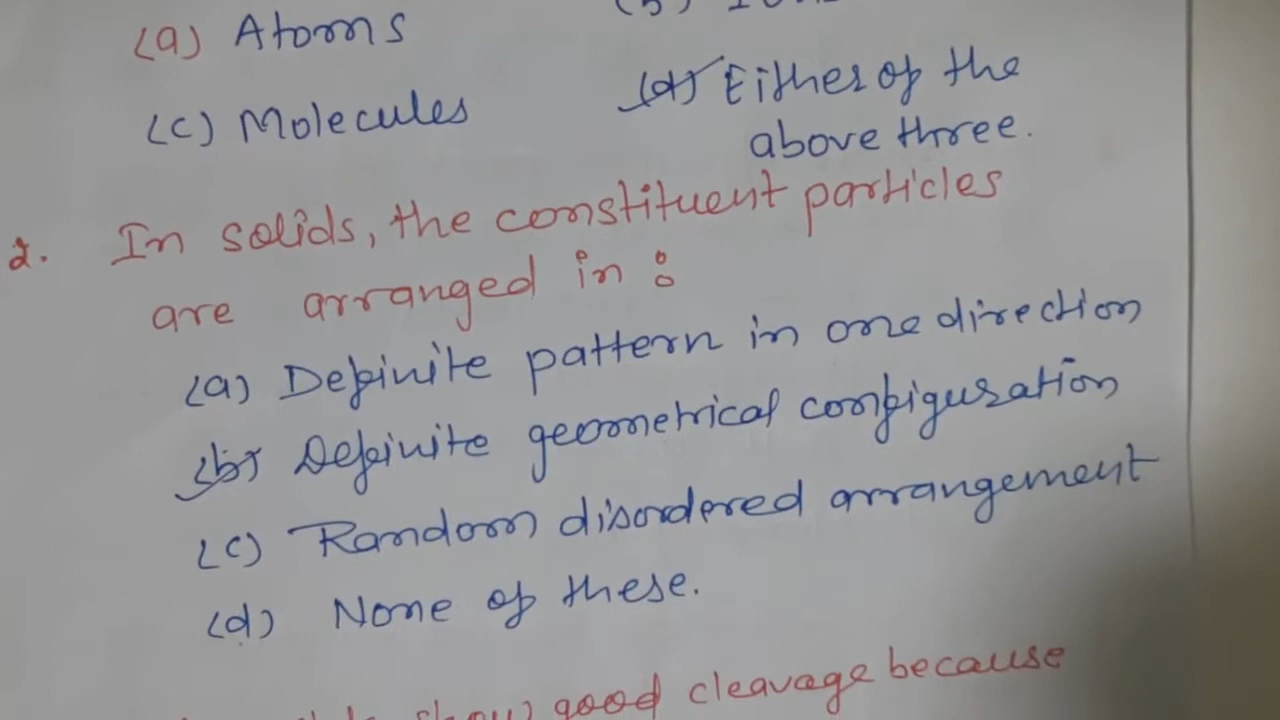 (a) Atoms (b)
(c) Molecules (d) Either of the
above three.
2. In solids, the constituent particles
are arranged in :
(a) Definite pattern in one direction
(b) Definite geometrical configuration
(c) Random disordered arrangement
(d) None of these.
show good cleavage because